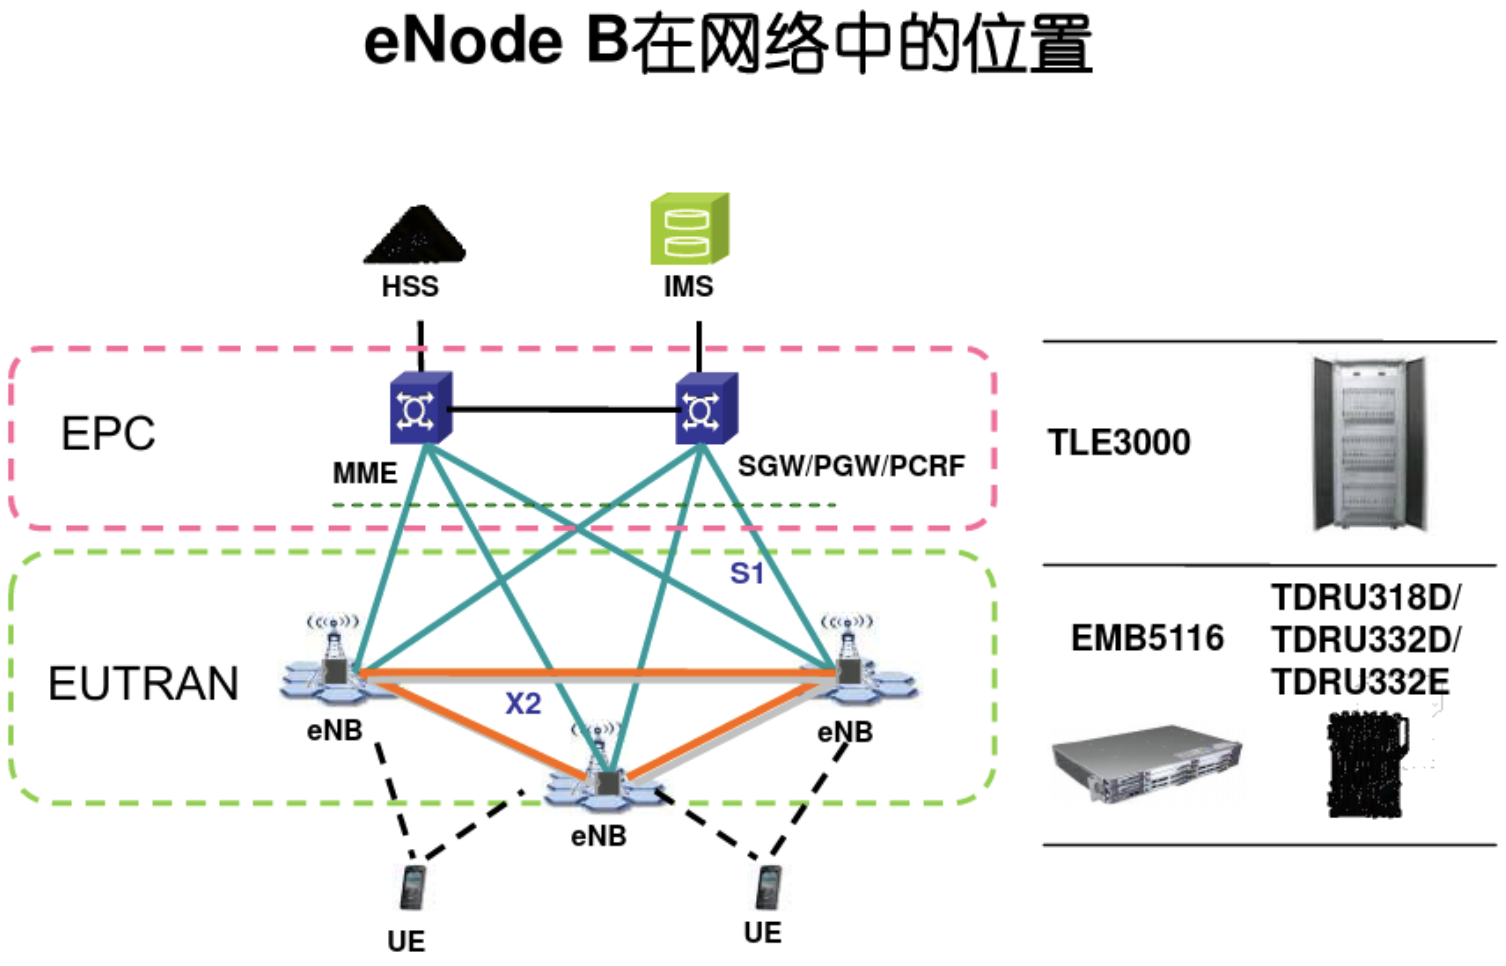 eNode B在网络中的位置
HSS
IMS
EPC
MME
SGW/PGW/PCRF
TLE3000
S1
EUTRAN
X2
eNB
eNB
eNB
EMB5116
TDRU318D/
TDRU332D/
TDRU332E
UE
UE